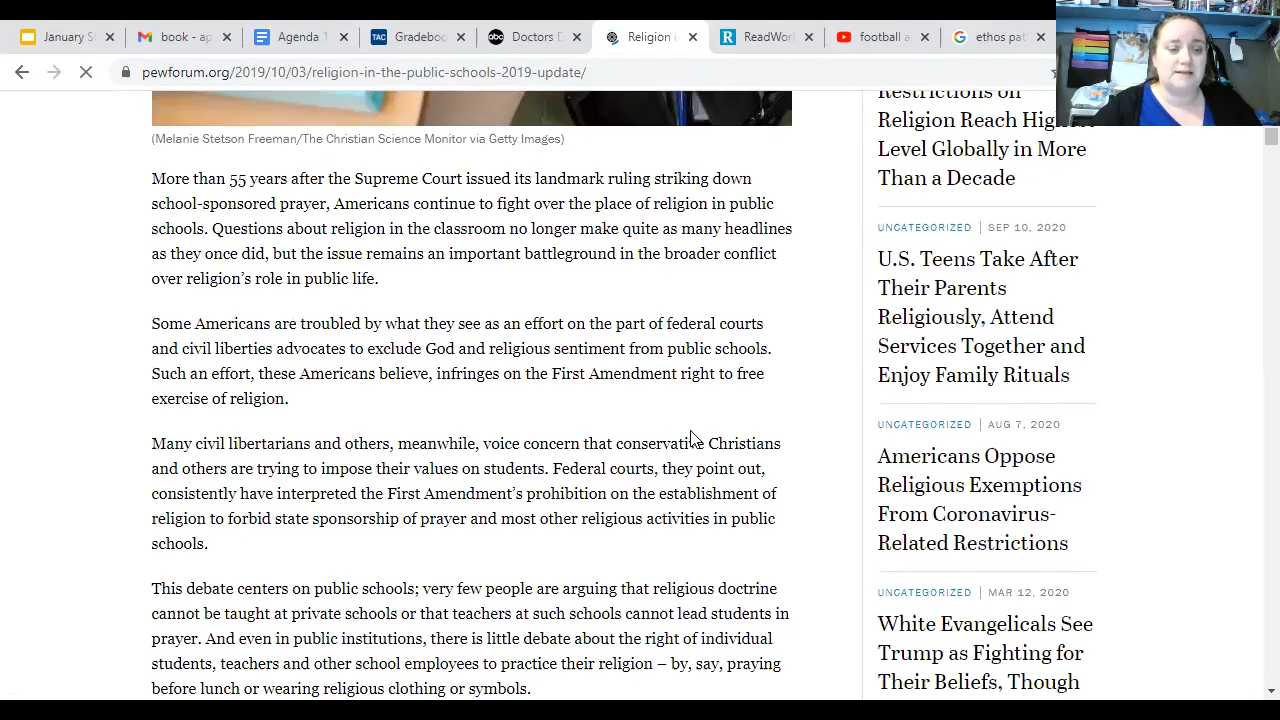 January S
book - ap
Agenda 1
TAC
Gradeboo
abc
Doctors D
Religion i
R
ReadWor
football a
G
ethos pat
pewforum.org/2019/10/03/religion-in-the-public-schools-2019-update/
(Melanie Stetson Freeman/The Christian Science Monitor via Getty Images)
More than 55 years after the Supreme Court issued its landmark ruling striking down
school-sponsored prayer, Americans continue to fight over the place of religion in public
schools. Questions about religion in the classroom no longer make quite as many headlines
as they once did, but the issue remains an important battleground in the broader conflict
over religion's role in public life.
Some Americans are troubled by what they see as an effort on the part of federal courts
and civil liberties advocates to exclude God and religious sentiment from public schools.
Such an effort, these Americans believe, infringes on the First Amendment right to free
exercise of religion.
Many civil libertarians and others, meanwhile, voice concern that conservative Christians
and others are trying to impose their values on students. Federal courts, they point out,
consistently have interpreted the First Amendment's prohibition on the establishment of
religion to forbid state sponsorship of prayer and most other religious activities in public
schools.
This debate centers on public schools; very few people are arguing that religious doctrine
cannot be taught at private schools or that teachers at such schools cannot lead students in
prayer. And even in public institutions, there is little debate about the right of individual
students, teachers and other school employees to practice their religion – by, say, praying
before lunch or wearing religious clothing or symbols.
Restrictions on
Religion Reach
Level Globally in More
Than a Decade
UNCATEGORIZED | SEP 10, 2020
U.S. Teens Take After
Their Parents
Religiously, Attend
Services Together and
Enjoy Family Rituals
UNCATEGORIZED | AUG 7, 2020
Americans Oppose
Religious Exemptions
From Coronavirus-
Related Restrictions
UNCATEGORIZED | MAR 12, 2020
White Evangelicals See
Trump as Fighting for
Their Beliefs, Though